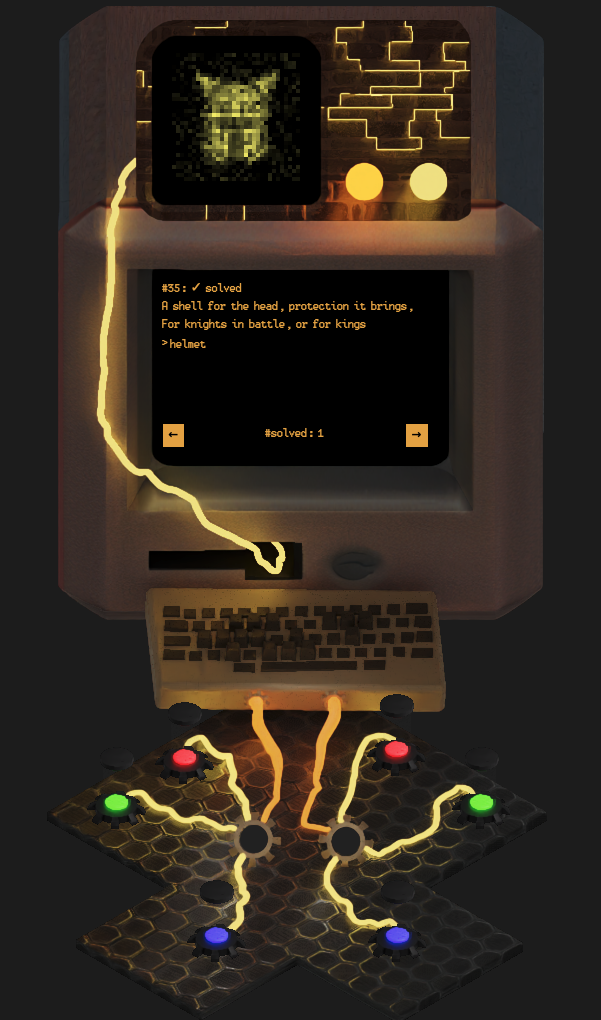 #35: ✓ solved
A shell for the head, protection it brings,
For knights in battle, or for kings
>helmet
← #solved: 1 →